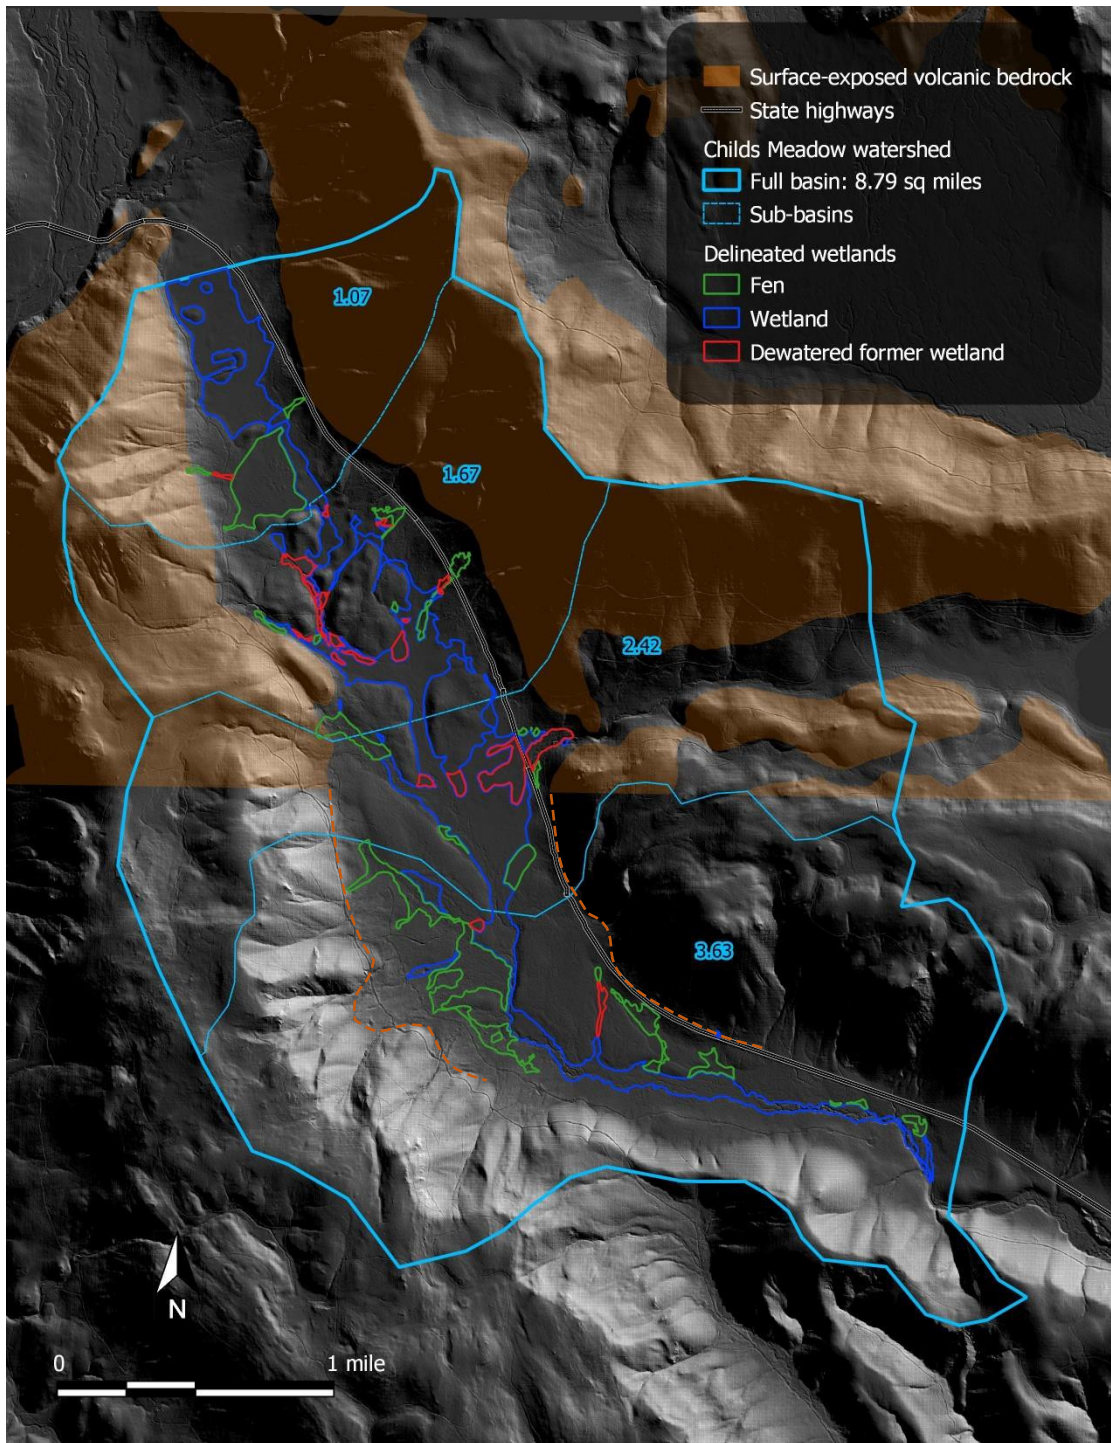 Surface-exposed volcanic bedrock
State highways
Childs Meadow watershed
Full basin: 8.79 sq miles
Sub-basins
Delineated wetlands
Fen
Wetland
Dewatered former wetland
1.07
1.67
2.42
3.63
N
0 1 mile